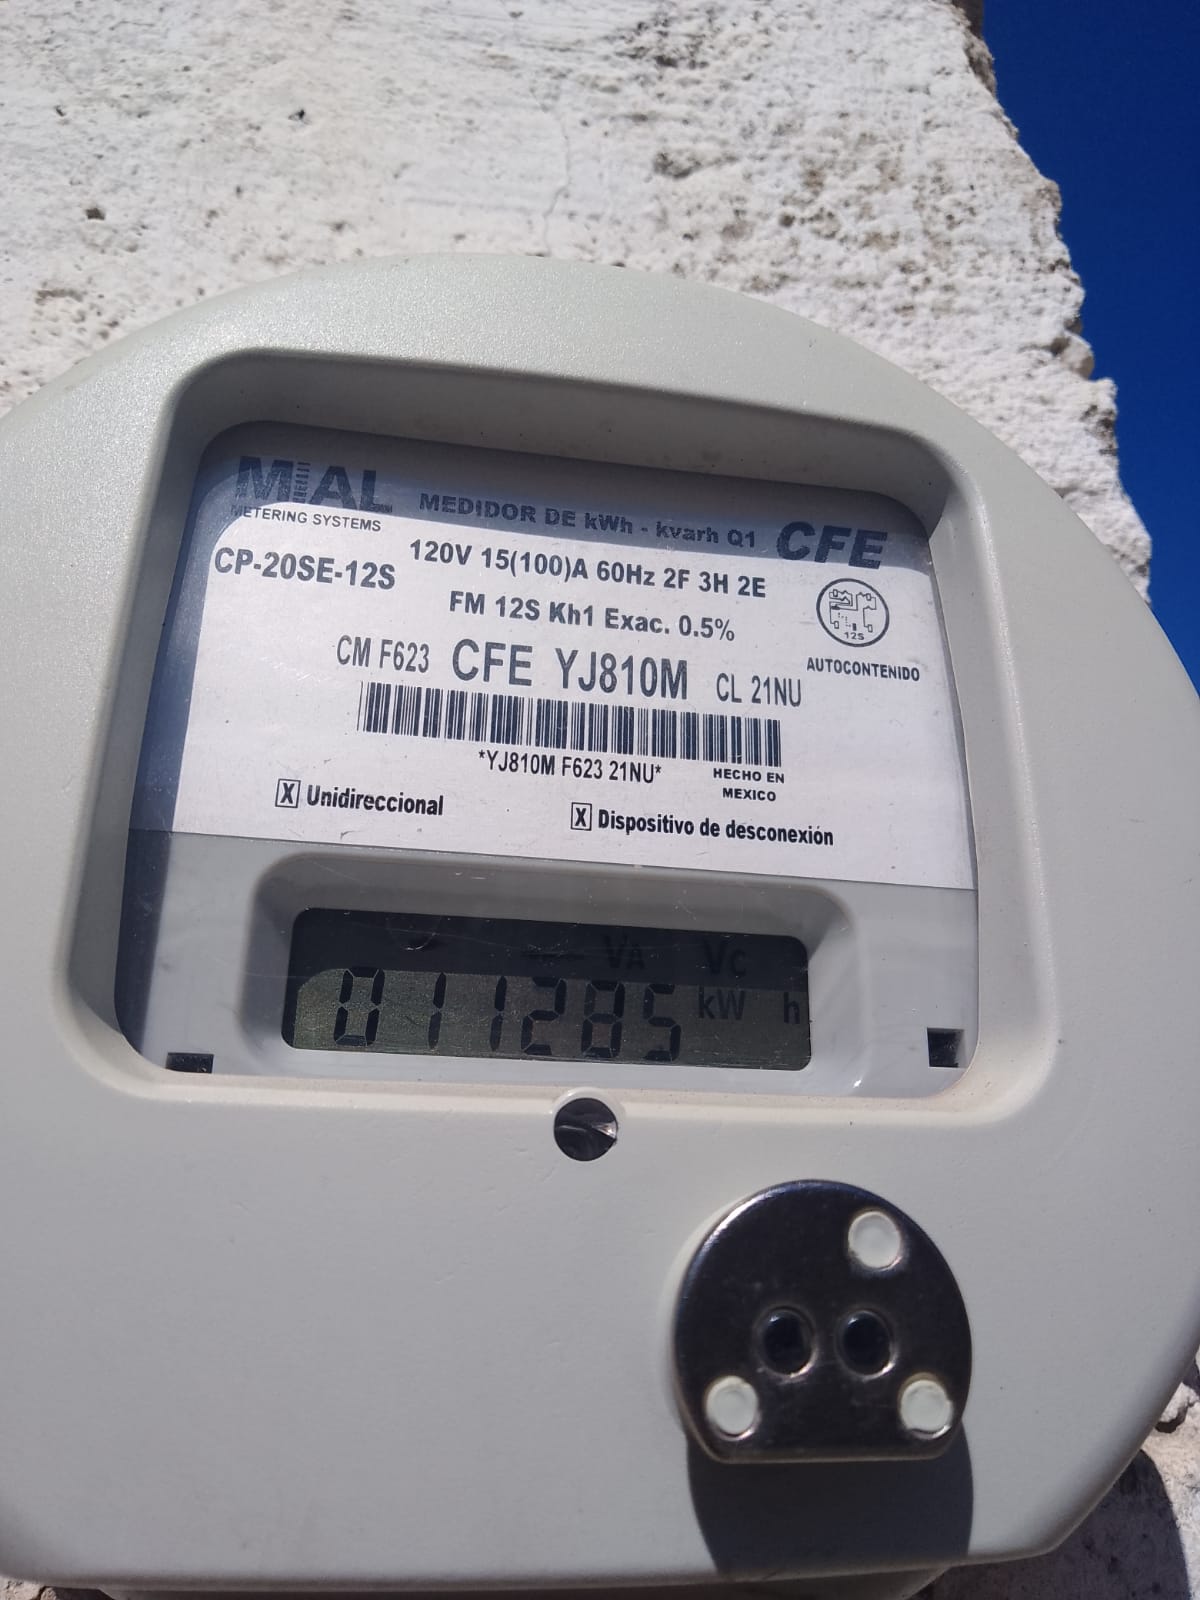 MIAL
METERING SYSTEMS
MEDIDOR DE kWh - kvarh Q1
CFE
CP-20SE-12S
120V 15(100)A 60Hz 2F 3H 2E
FM 12S Kh1 Exac. 0.5%
12S
AUTOCONTENIDO
CM F623 CFE YJ810M CL 21NU
*YJ810M F623 21NU*
HECHO EN
MEXICO
X Unidireccional
X Dispositivo de desconexión
VA VC
011285 kW h